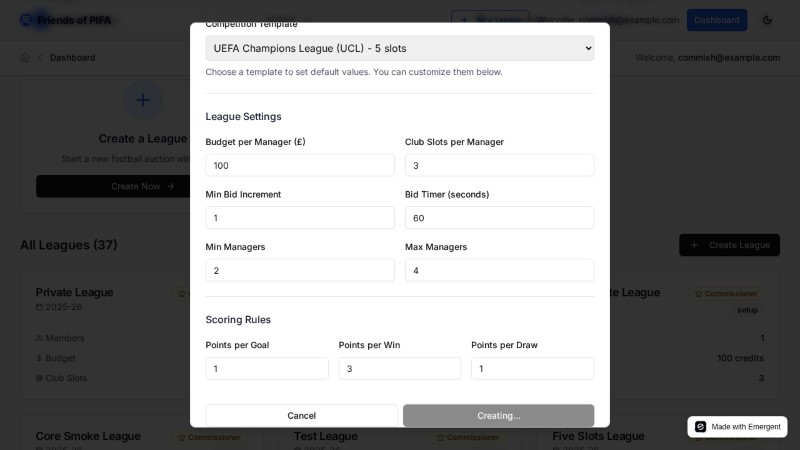 Friends of PIFA
Welcome, commish@example.com
Dashboard
Dashboard
Welcome, commish@example.com
Competition Template
UEFA Champions League (UCL) - 5 slots
Choose a template to set default values. You can customize them below.
League Settings
Budget per Manager (£)
Club Slots per Manager
100
3
Min Bid Increment
Bid Timer (seconds)
1
60
Min Managers
Max Managers
2
4
Scoring Rules
Points per Goal
Points per Win
Points per Draw
1
3
1
Cancel
Creating...
Create a League
Start a new football auction with
Create Now
All Leagues (37)
Create League
Private League
2025-26
Members
Budget
Club Slots
te League
Commissioner
setup
1
100 credits
3
Core Smoke League
Commissioner
Test League
Commissioner
Five Slots League
Commissioner
Made with Emergent